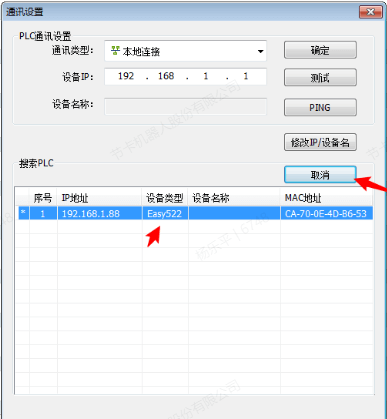 通讯设置
PLC通讯设置
通讯类型: 本地连接 确定
设备IP: 192 . 168 . 1 . 1 测试
设备名称: PING
修改IP/设备名
搜索PLC
取消
序号 IP地址 设备类型 设备名称 MAC地址
* 1 192.168.1.88 Easy522 CA-70-0E-4D-86-53